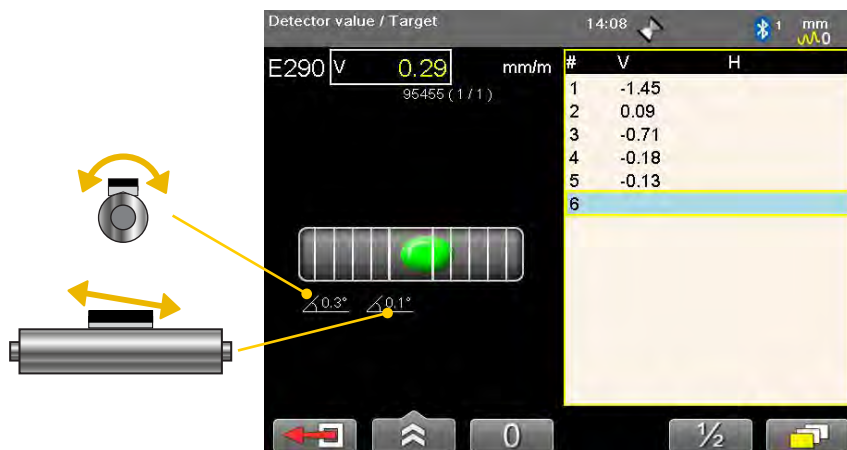 Detector value / Target 14:08 1 mm
0
E290 V 0.29 mm/m
95455 ( 1 / 1 )
# V H
1 -1.45
2 0.09
3 -0.71
4 -0.18
5 -0.13
6
0.3° 0.1°
0 ½